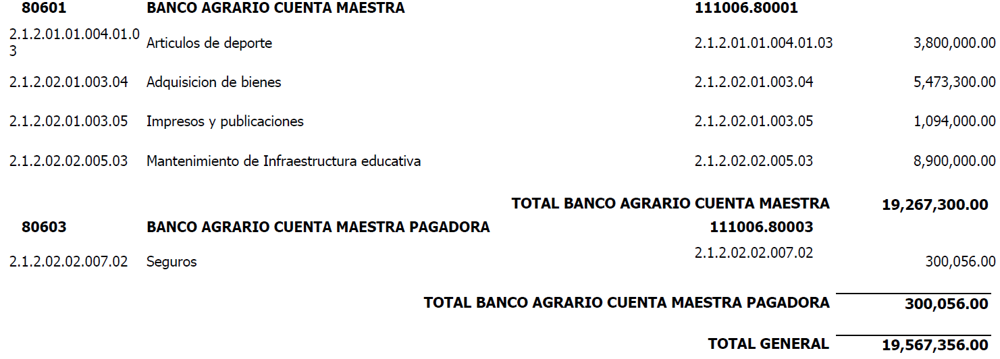 80601 BANCO AGRARIO CUENTA MAESTRA 111006.80001
2.1.2.01.01.004.01.0
3 Articulos de deporte 2.1.2.01.01.004.01.03 3,800,000.00
2.1.2.02.01.003.04 Adquisicion de bienes 2.1.2.02.01.003.04 5,473,300.00
2.1.2.02.01.003.05 Impresos y publicaciones 2.1.2.02.01.003.05 1,094,000.00
2.1.2.02.02.005.03 Mantenimiento de Infraestructura educativa 2.1.2.02.02.005.03 8,900,000.00
TOTAL BANCO AGRARIO CUENTA MAESTRA 19,267,300.00
80603 BANCO AGRARIO CUENTA MAESTRA PAGADORA 111006.80003
2.1.2.02.02.007.02 Seguros 2.1.2.02.02.007.02 300,056.00
TOTAL BANCO AGRARIO CUENTA MAESTRA PAGADORA 300,056.00
TOTAL GENERAL 19,567,356.00